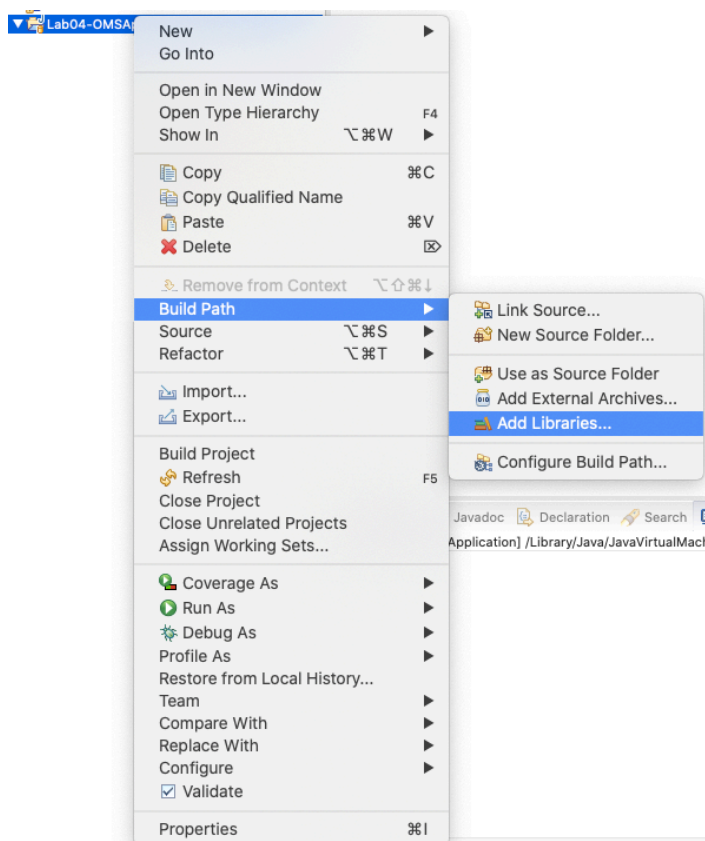 Lab04-OMSAp
New
Go Into
Open in New Window
Open Type Hierarchy F4
Show In ⌥⌘W
Copy ⌘C
Copy Qualified Name
Paste ⌘V
Delete ⌦
Remove from Context ⌥⇧⌘↓
Build Path
Source ⌥⌘S
Refactor ⌥⌘T
Import...
Export...
Build Project
Refresh F5
Close Project
Close Unrelated Projects
Assign Working Sets...
Coverage As
Run As
Debug As
Profile As
Restore from Local History...
Team
Compare With
Replace With
Configure
Validate
Properties ⌘I
Link Source...
New Source Folder...
Use as Source Folder
Add External Archives...
Add Libraries...
Configure Build Path...
Javadoc Declaration Search
Application] /Library/Java/JavaVirtualMach